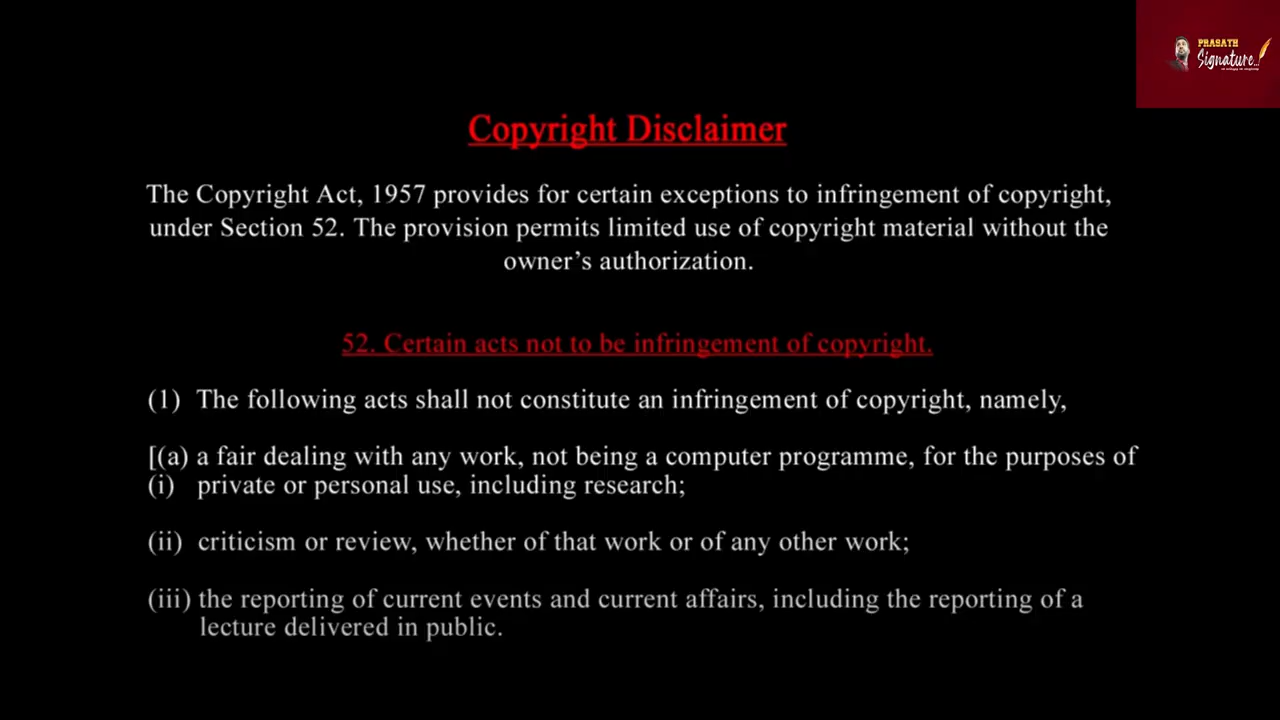 PRASATH
Signature...
Copyright Disclaimer
The Copyright Act, 1957 provides for certain exceptions to infringement of copyright,
under Section 52. The provision permits limited use of copyright material without the
owner’s authorization.
52. Certain acts not to be infringement of copyright.
(1) The following acts shall not constitute an infringement of copyright, namely,
[(a) a fair dealing with any work, not being a computer programme, for the purposes of
(i) private or personal use, including research;
(ii) criticism or review, whether of that work or of any other work;
(iii) the reporting of current events and current affairs, including the reporting of a
lecture delivered in public.